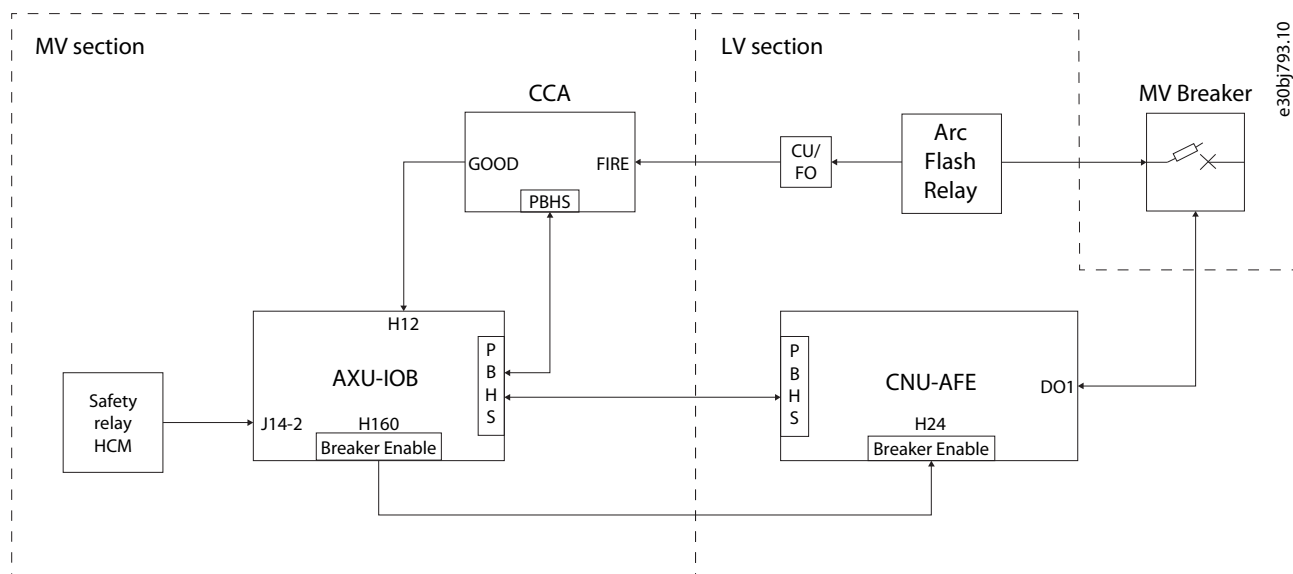 MV section
LV section
e30bj793.10
CCA
MV Breaker
GOOD
FIRE
PBHS
CU/
FO
Arc
Flash
Relay
H12
AXU-IOB
P
B
H
S
J14-2
H160
Breaker Enable
Safety
relay
HCM
P
B
H
S
CNU-AFE
DO1
H24
Breaker Enable